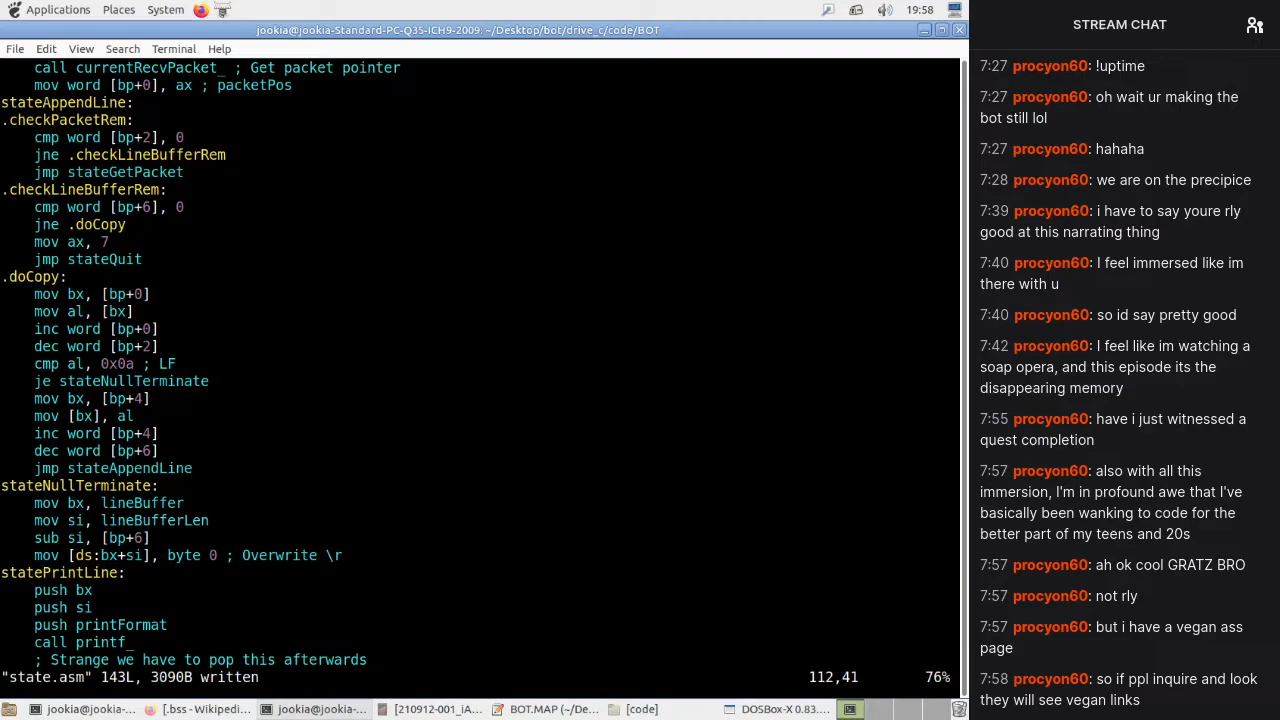 Applications Places System 19:58
jookia@jookia-Standard-PC-Q35-ICH9-2009: ~/Desktop/bot/drive_c/code/BOT
File Edit View Search Terminal Help
call currentRecvPacket_ ; Get packet pointer
mov word [bp+0], ax ; packetPos
stateAppendLine:
.checkPacketRem:
cmp word [bp+2], 0
jne .checkLineBufferRem
jmp stateGetPacket
.checkLineBufferRem:
cmp word [bp+6], 0
jne .doCopy
mov ax, 7
jmp stateQuit
.doCopy:
mov bx, [bp+0]
mov al, [bx]
inc word [bp+0]
dec word [bp+2]
cmp al, 0x0a ; LF
je stateNullTerminate
mov bx, [bp+4]
mov [bx], al
inc word [bp+4]
dec word [bp+6]
jmp stateAppendLine
stateNullTerminate:
mov bx, lineBuffer
mov si, lineBufferLen
sub si, [bp+6]
mov [ds:bx+si], byte 0 ; Overwrite \r
statePrintLine:
push bx
push si
push printFormat
call printf_
; Strange we have to pop this afterwards
"state.asm" 143L, 3090B written 112,41 76%
jookia@jookia-... [.bss - Wikipedi... jookia@jookia-... [210912-001_iA... BOT.MAP (~/De... [code] DOSBox-X 0.83....
STREAM CHAT
7:27 procyon60: !uptime
7:27 procyon60: oh wait ur making the
bot still lol
7:27 procyon60: hahaha
7:28 procyon60: we are on the precipice
7:39 procyon60: i have to say youre rly
good at this narrating thing
7:40 procyon60: I feel immersed like im
there with u
7:40 procyon60: so id say pretty good
7:42 procyon60: I feel like im watching a
soap opera, and this episode its the
disappearing memory
7:55 procyon60: have i just witnessed a
quest completion
7:57 procyon60: also with all this
immersion, I'm in profound awe that I've
basically been wanking to code for the
better part of my teens and 20s
7:57 procyon60: ah ok cool GRATZ BRO
7:57 procyon60: not rly
7:57 procyon60: but i have a vegan ass
page
7:58 procyon60: so if ppl inquire and look
they will see vegan links